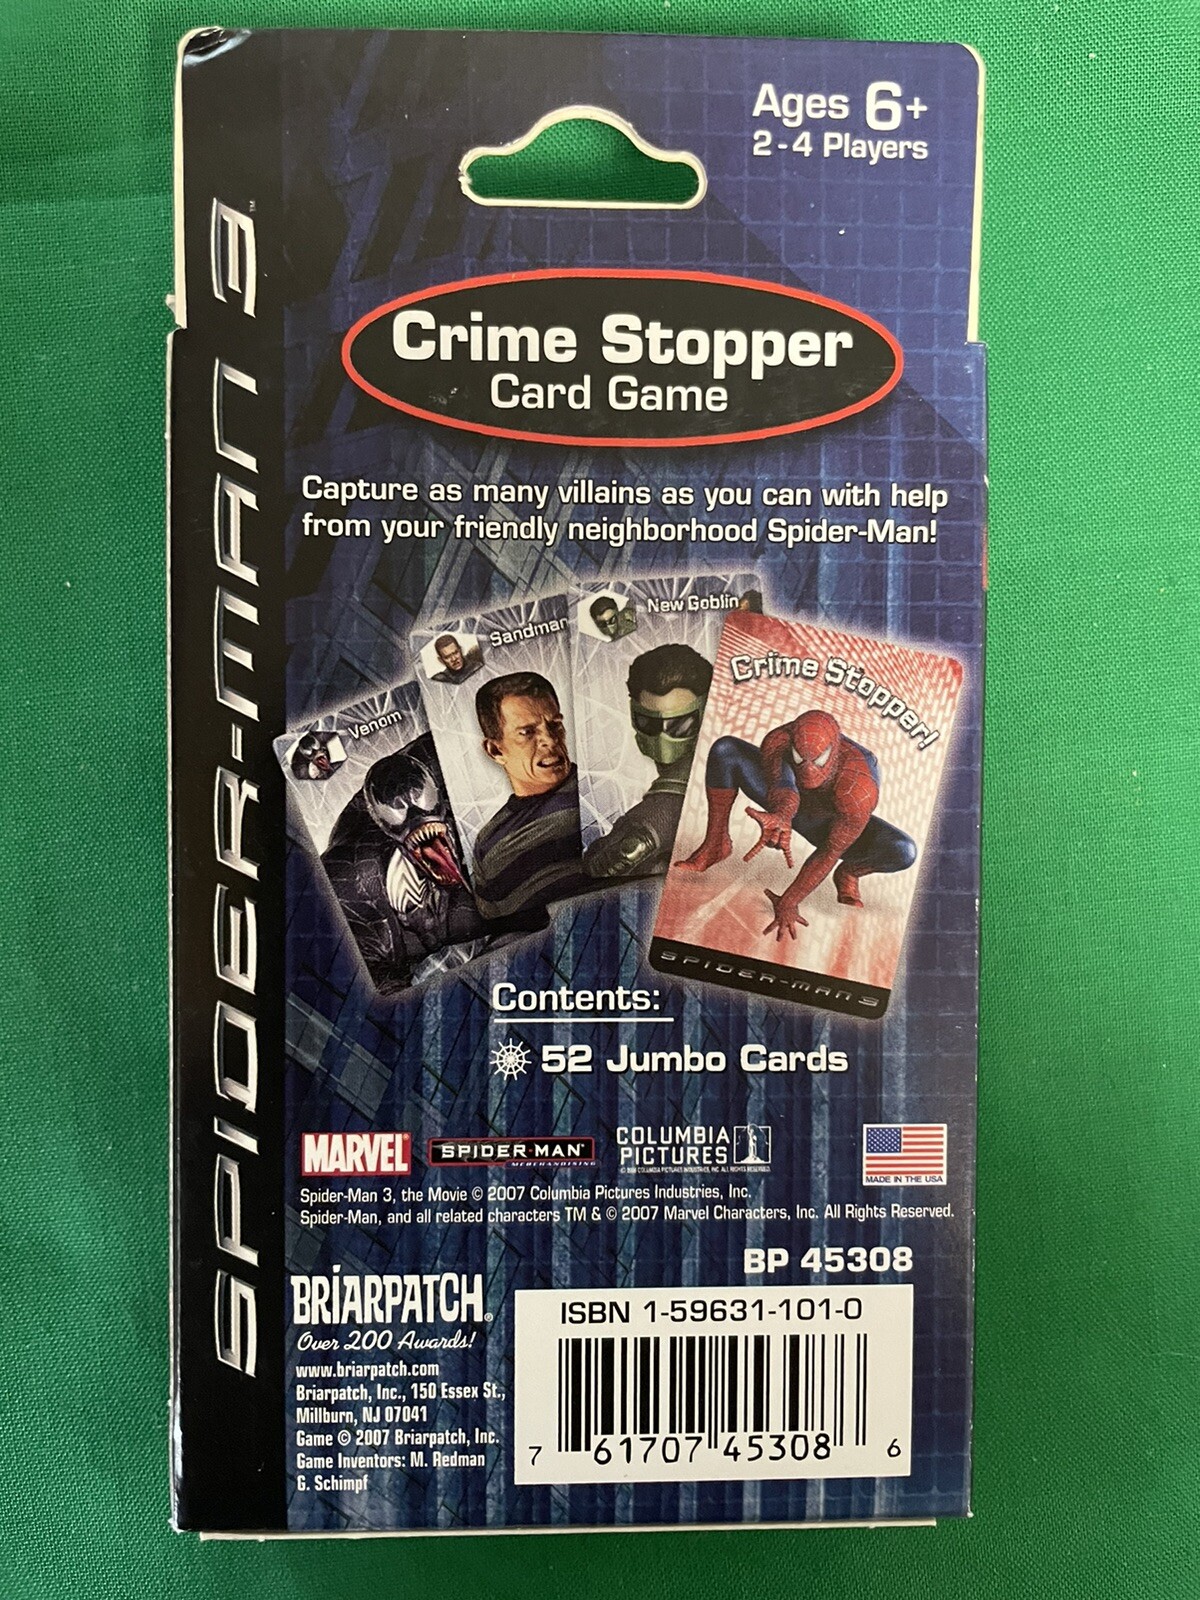 Ages 6+
2-4 Players
SPIDER-MAN 3™
Crime Stopper
Card Game
Capture as many villains as you can with help
from your friendly neighborhood Spider-Man!
Venom
Sandman
New Goblin
Crime Stopper!
SPIDER-MAN 3
Contents:
52 Jumbo Cards
MARVEL
SPIDER-MAN
MERCHANDISING
COLUMBIA
PICTURES
MADE IN THE USA
Spider-Man 3, the Movie © 2007 Columbia Pictures Industries, Inc.
Spider-Man, and all related characters TM & © 2007 Marvel Characters, Inc. All Rights Reserved.
BP 45308
BRIARPATCH®
Over 200 Awards!
www.briarpatch.com
Briarpatch, Inc., 150 Essex St.,
Millburn, NJ 07041
Game © 2007 Briarpatch, Inc.
Game Inventors: M. Redman
G. Schimpf
ISBN 1-59631-101-0
7 61707 45308 6